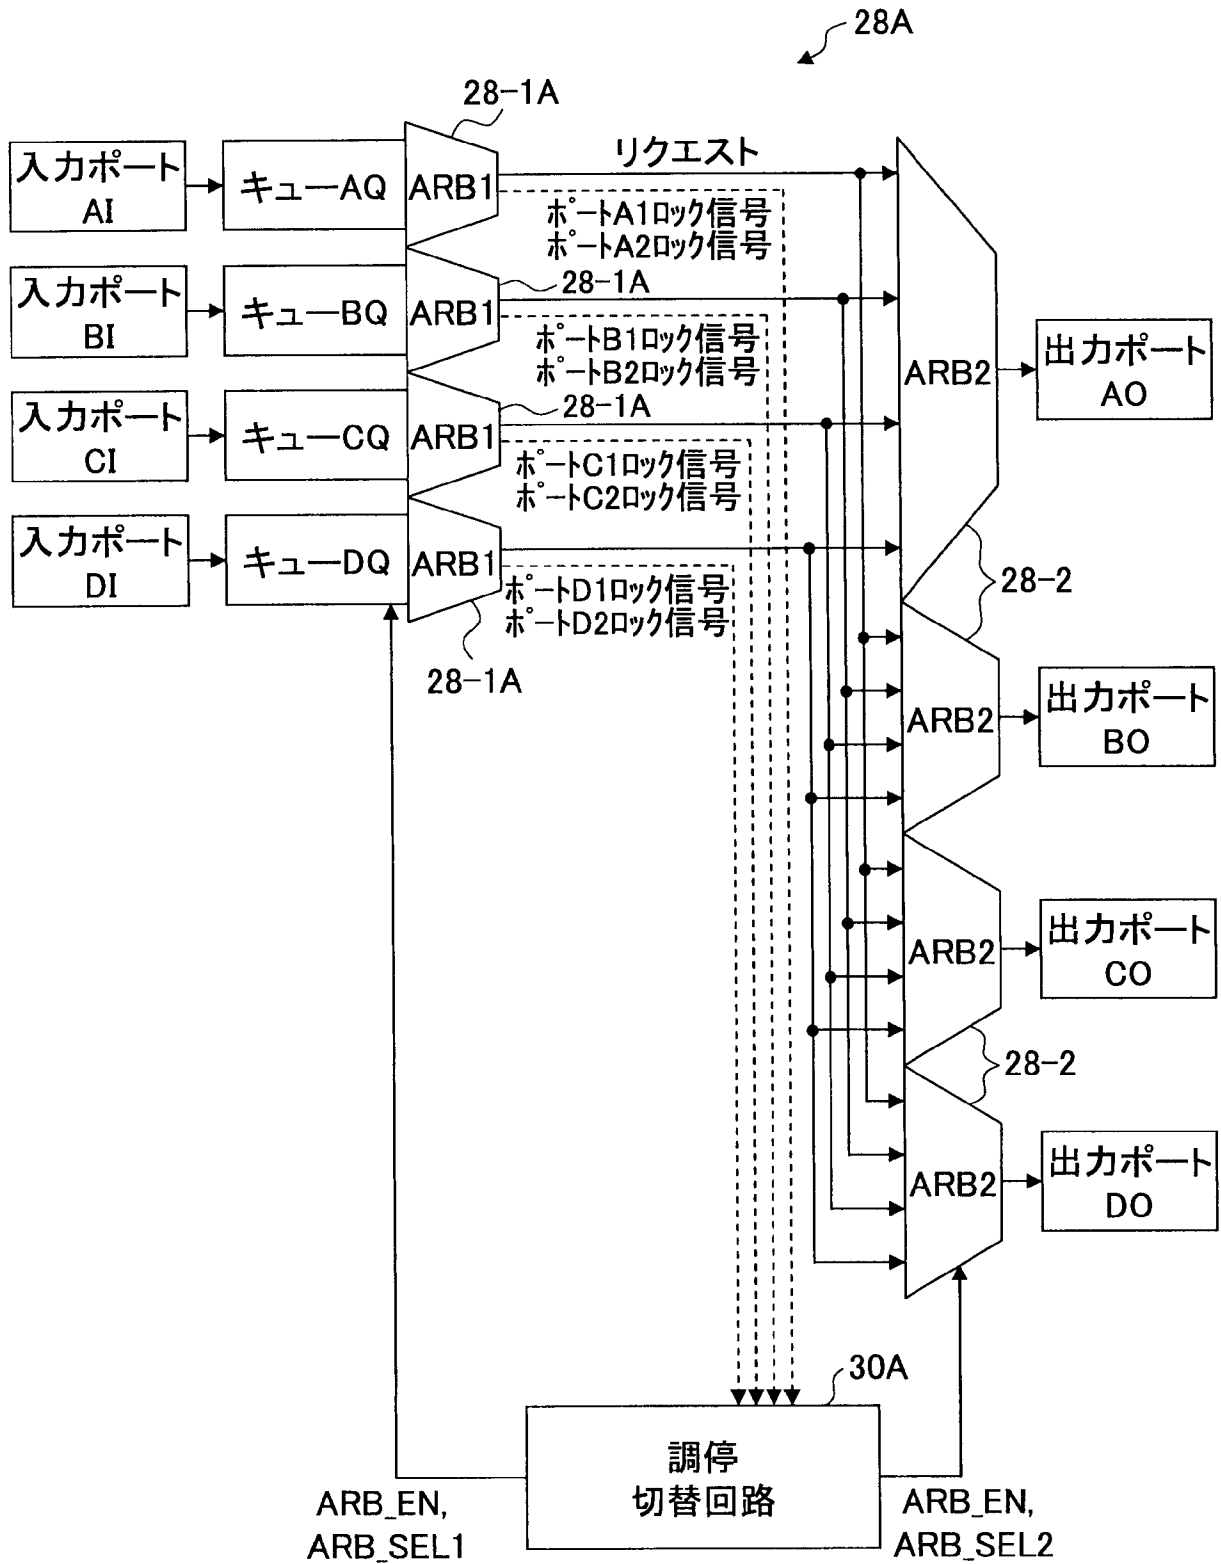 28A
28-1A
入力ポート
AI
キューAQ
ARB1
リクエスト
ポートA1ロック信号
ポートA2ロック信号
入力ポート
BI
キューBQ
ARB1
28-1A
ポートB1ロック信号
ポートB2ロック信号
入力ポート
CI
キューCQ
ARB1
28-1A
ポートC1ロック信号
ポートC2ロック信号
入力ポート
DI
キューDQ
ARB1
ポートD1ロック信号
ポートD2ロック信号
28-1A
ARB2
出力ポート
AO
28-2
ARB2
出力ポート
BO
ARB2
出力ポート
CO
28-2
ARB2
出力ポート
DO
30A
調停
切替回路
ARB_EN,
ARB_SEL1
ARB_EN,
ARB_SEL2